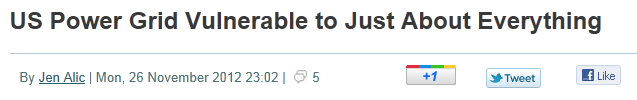 US Power Grid Vulnerable to Just About Everything
By Jen Alic | Mon, 26 November 2012 23:02 | 5 +1 Tweet Like